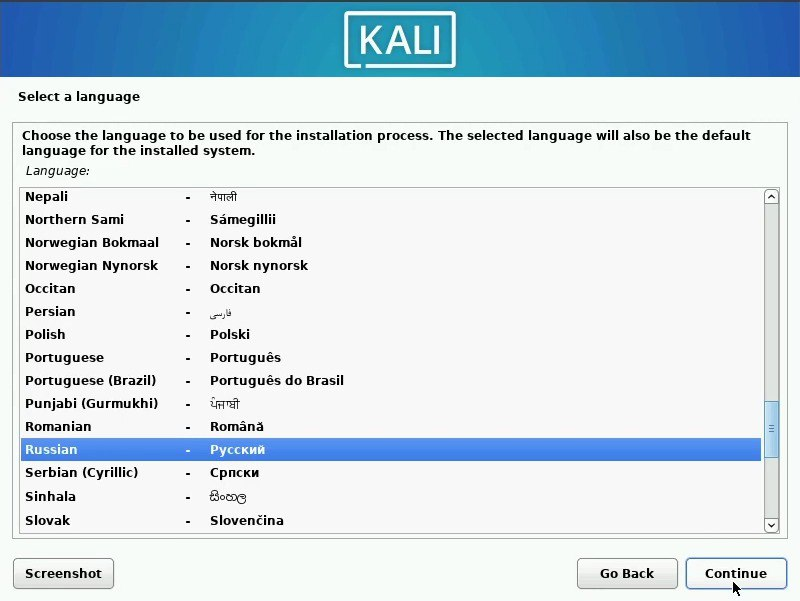 KALI
Select a language
Choose the language to be used for the installation process. The selected language will also be the default
language for the installed system.
Language:
Nepali - नेपाली
Northern Sami - Sámegillii
Norwegian Bokmaal - Norsk bokmål
Norwegian Nynorsk - Norsk nynorsk
Occitan - Occitan
Persian - فارسی
Polish - Polski
Portuguese - Português
Portuguese (Brazil) - Português do Brasil
Punjabi (Gurmukhi) - ਪੰਜਾਬੀ
Romanian - Română
Russian - Русский
Serbian (Cyrillic) - Српски
Sinhala - සිංහල
Slovak - Slovenčina
Screenshot Go Back Continue